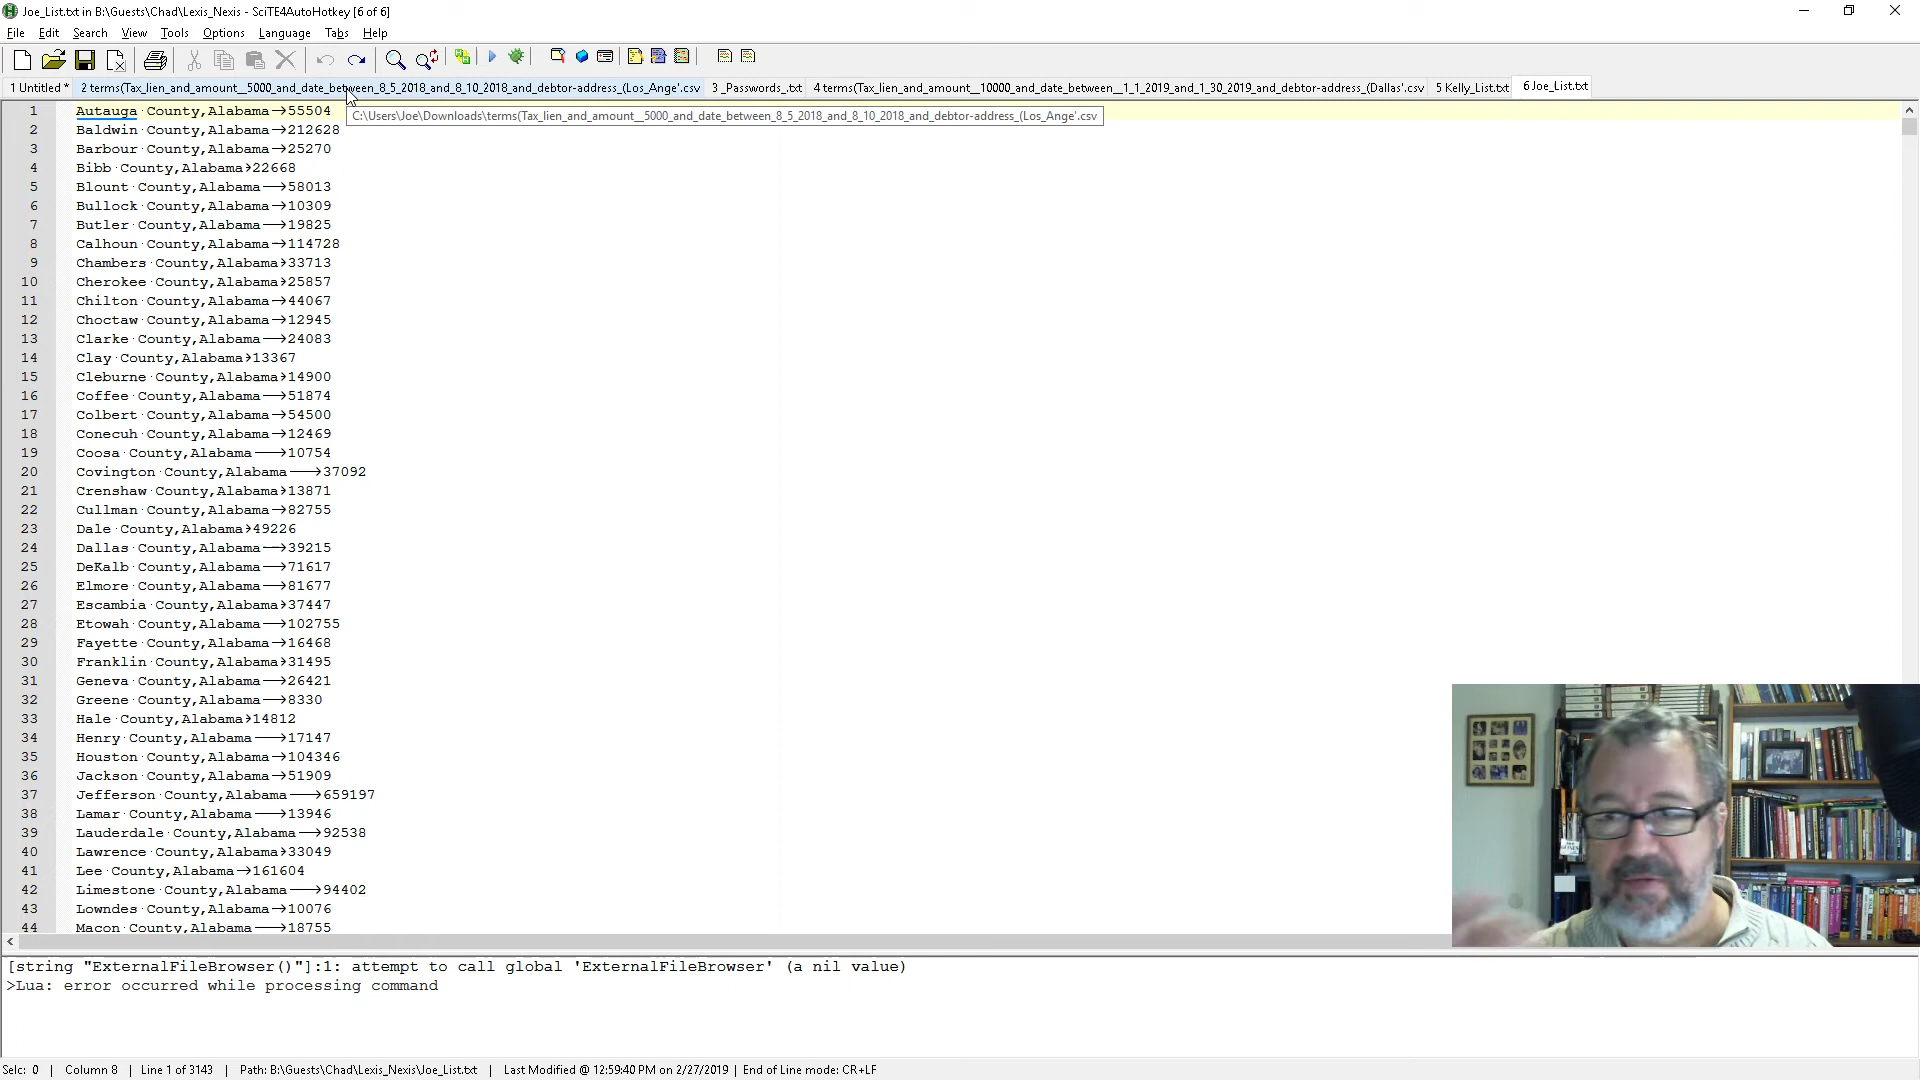 Joe_List.txt in B:\Guests\Chad\Lexis_Nexis - SciTE4AutoHotkey [6 of 6]
File Edit Search View Tools Options Language Tabs Help
1 Untitled * 2 terms(Tax_lien_and_amount__5000_and_date_between_8_5_2018_and_8_10_2018_and_debtor-address_(Los_Ange'.csv 3 _Passwords_.txt 4 terms(Tax_lien_and_amount__10000_and_date_between__1_1_2019_and_1_30_2019_and_debtor-address_(Dallas'.csv 5 Kelly_List.txt 6 Joe_List.txt
C:\Users\Joe\Downloads\terms(Tax_lien_and_amount__5000_and_date_between_8_5_2018_and_8_10_2018_and_debtor-address_(Los_Ange'.csv
1 Autauga County,Alabama 55504
2 Baldwin County,Alabama 212628
3 Barbour County,Alabama 25270
4 Bibb County,Alabama 22668
5 Blount County,Alabama 58013
6 Bullock County,Alabama 10309
7 Butler County,Alabama 19825
8 Calhoun County,Alabama 114728
9 Chambers County,Alabama 33713
10 Cherokee County,Alabama 25857
11 Chilton County,Alabama 44067
12 Choctaw County,Alabama 12945
13 Clarke County,Alabama 24083
14 Clay County,Alabama 13367
15 Cleburne County,Alabama 14900
16 Coffee County,Alabama 51874
17 Colbert County,Alabama 54500
18 Conecuh County,Alabama 12469
19 Coosa County,Alabama 10754
20 Covington County,Alabama 37092
21 Crenshaw County,Alabama 13871
22 Cullman County,Alabama 82755
23 Dale County,Alabama 49226
24 Dallas County,Alabama 39215
25 DeKalb County,Alabama 71617
26 Elmore County,Alabama 81677
27 Escambia County,Alabama 37447
28 Etowah County,Alabama 102755
29 Fayette County,Alabama 16468
30 Franklin County,Alabama 31495
31 Geneva County,Alabama 26421
32 Greene County,Alabama 8330
33 Hale County,Alabama 14812
34 Henry County,Alabama 17147
35 Houston County,Alabama 104346
36 Jackson County,Alabama 51909
37 Jefferson County,Alabama 659197
38 Lamar County,Alabama 13946
39 Lauderdale County,Alabama 92538
40 Lawrence County,Alabama 33049
41 Lee County,Alabama 161604
42 Limestone County,Alabama 94402
43 Lowndes County,Alabama 10076
44 Macon County,Alabama 18755
[string "ExternalFileBrowser()"]:1: attempt to call global 'ExternalFileBrowser' (a nil value)
>Lua: error occurred while processing command
Selc: 0 | Column 8 | Line 1 of 3143 | Path: B:\Guests\Chad\Lexis_Nexis\Joe_List.txt | Last Modified @ 12:59:40 PM on 2/27/2019 | End of Line mode: CR+LF